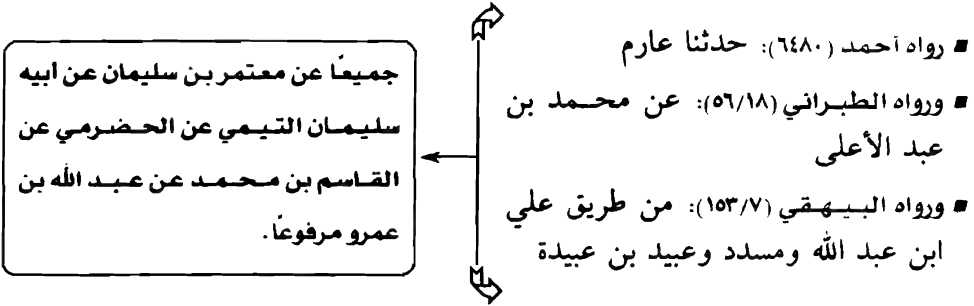 ▪ رواه أحمد (٦٤٨٠): حدثنا عارم
▪ ورواه الطبراني (٥٦/١٨): عن محمد بن
عبد الأعلى
▪ ورواه البيهقي (١٥٣/٧): من طريق علي
ابن عبد الله ومسدد وعبيد بن عبيدة
جميعًا عن معتمر بن سليمان عن أبيه
سليمان التيمي عن الحضرمي عن
القاسم بن محمد عن عبد الله بن
عمرو مرفوعًا.